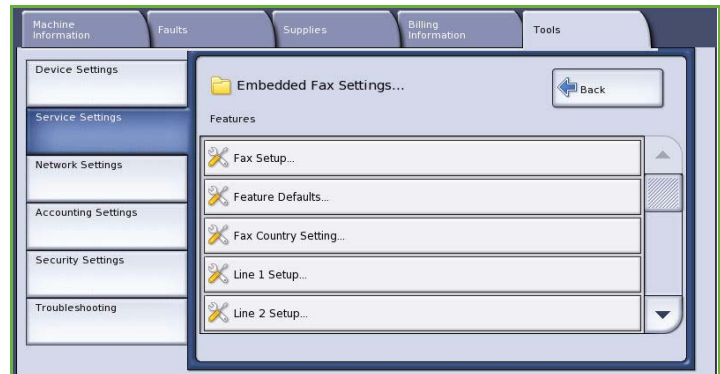 Machine
Information
Faults
Supplies
Billing
Information
Tools
Device Settings
Service Settings
Network Settings
Accounting Settings
Security Settings
Troubleshooting
Embedded Fax Settings...
Back
Features
Fax Setup...
Feature Defaults...
Fax Country Setting...
Line 1 Setup...
Line 2 Setup...